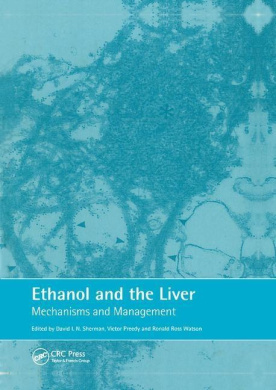 Ethanol and the Liver
Mechanisms and Management
Edited by David I. N. Sherman, Victor Preedy and Ronald Ross Watson
CRC
CRC Press
Taylor & Francis Group